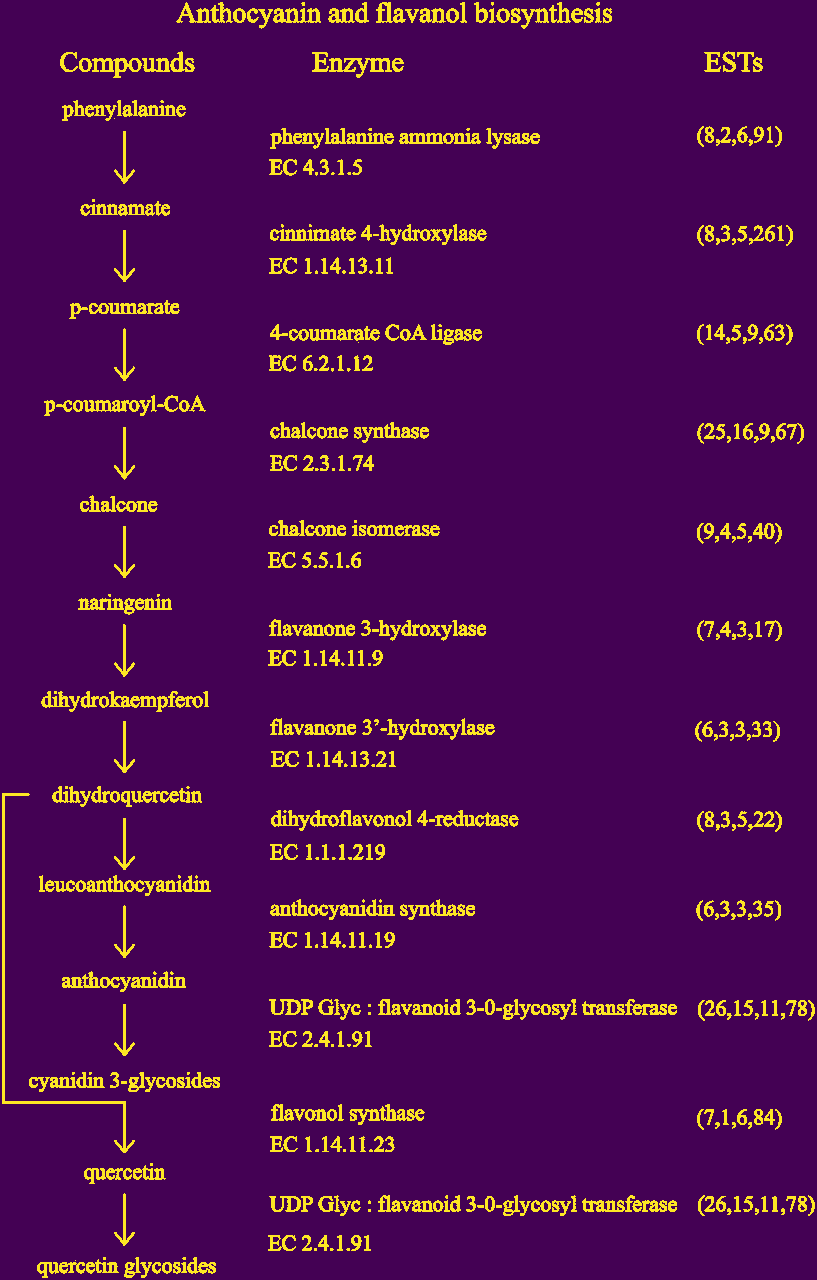 Anthocyanin and flavanol biosynthesis
Compounds Enzyme ESTs
phenylalanine
phenylalanine ammonia lysase (8,2,6,91)
EC 4.3.1.5
cinnamate
cinnimate 4-hydroxylase (8,3,5,261)
EC 1.14.13.11
p-coumarate
4-coumarate CoA ligase (14,5,9,63)
EC 6.2.1.12
p-coumaroyl-CoA
chalcone synthase (25,16,9,67)
EC 2.3.1.74
chalcone
chalcone isomerase (9,4,5,40)
EC 5.5.1.6
naringenin
flavanone 3-hydroxylase (7,4,3,17)
EC 1.14.11.9
dihydrokaempferol
flavanone 3’-hydroxylase (6,3,3,33)
EC 1.14.13.21
dihydroquercetin
dihydroflavonol 4-reductase (8,3,5,22)
EC 1.1.1.219
leucoanthocyanidin
anthocyanidin synthase (6,3,3,35)
EC 1.14.11.19
anthocyanidin
UDP Glyc : flavanoid 3-0-glycosyl transferase (26,15,11,78)
EC 2.4.1.91
cyanidin 3-glycosides
flavonol synthase (7,1,6,84)
EC 1.14.11.23
quercetin
UDP Glyc : flavanoid 3-0-glycosyl transferase (26,15,11,78)
EC 2.4.1.91
quercetin glycosides